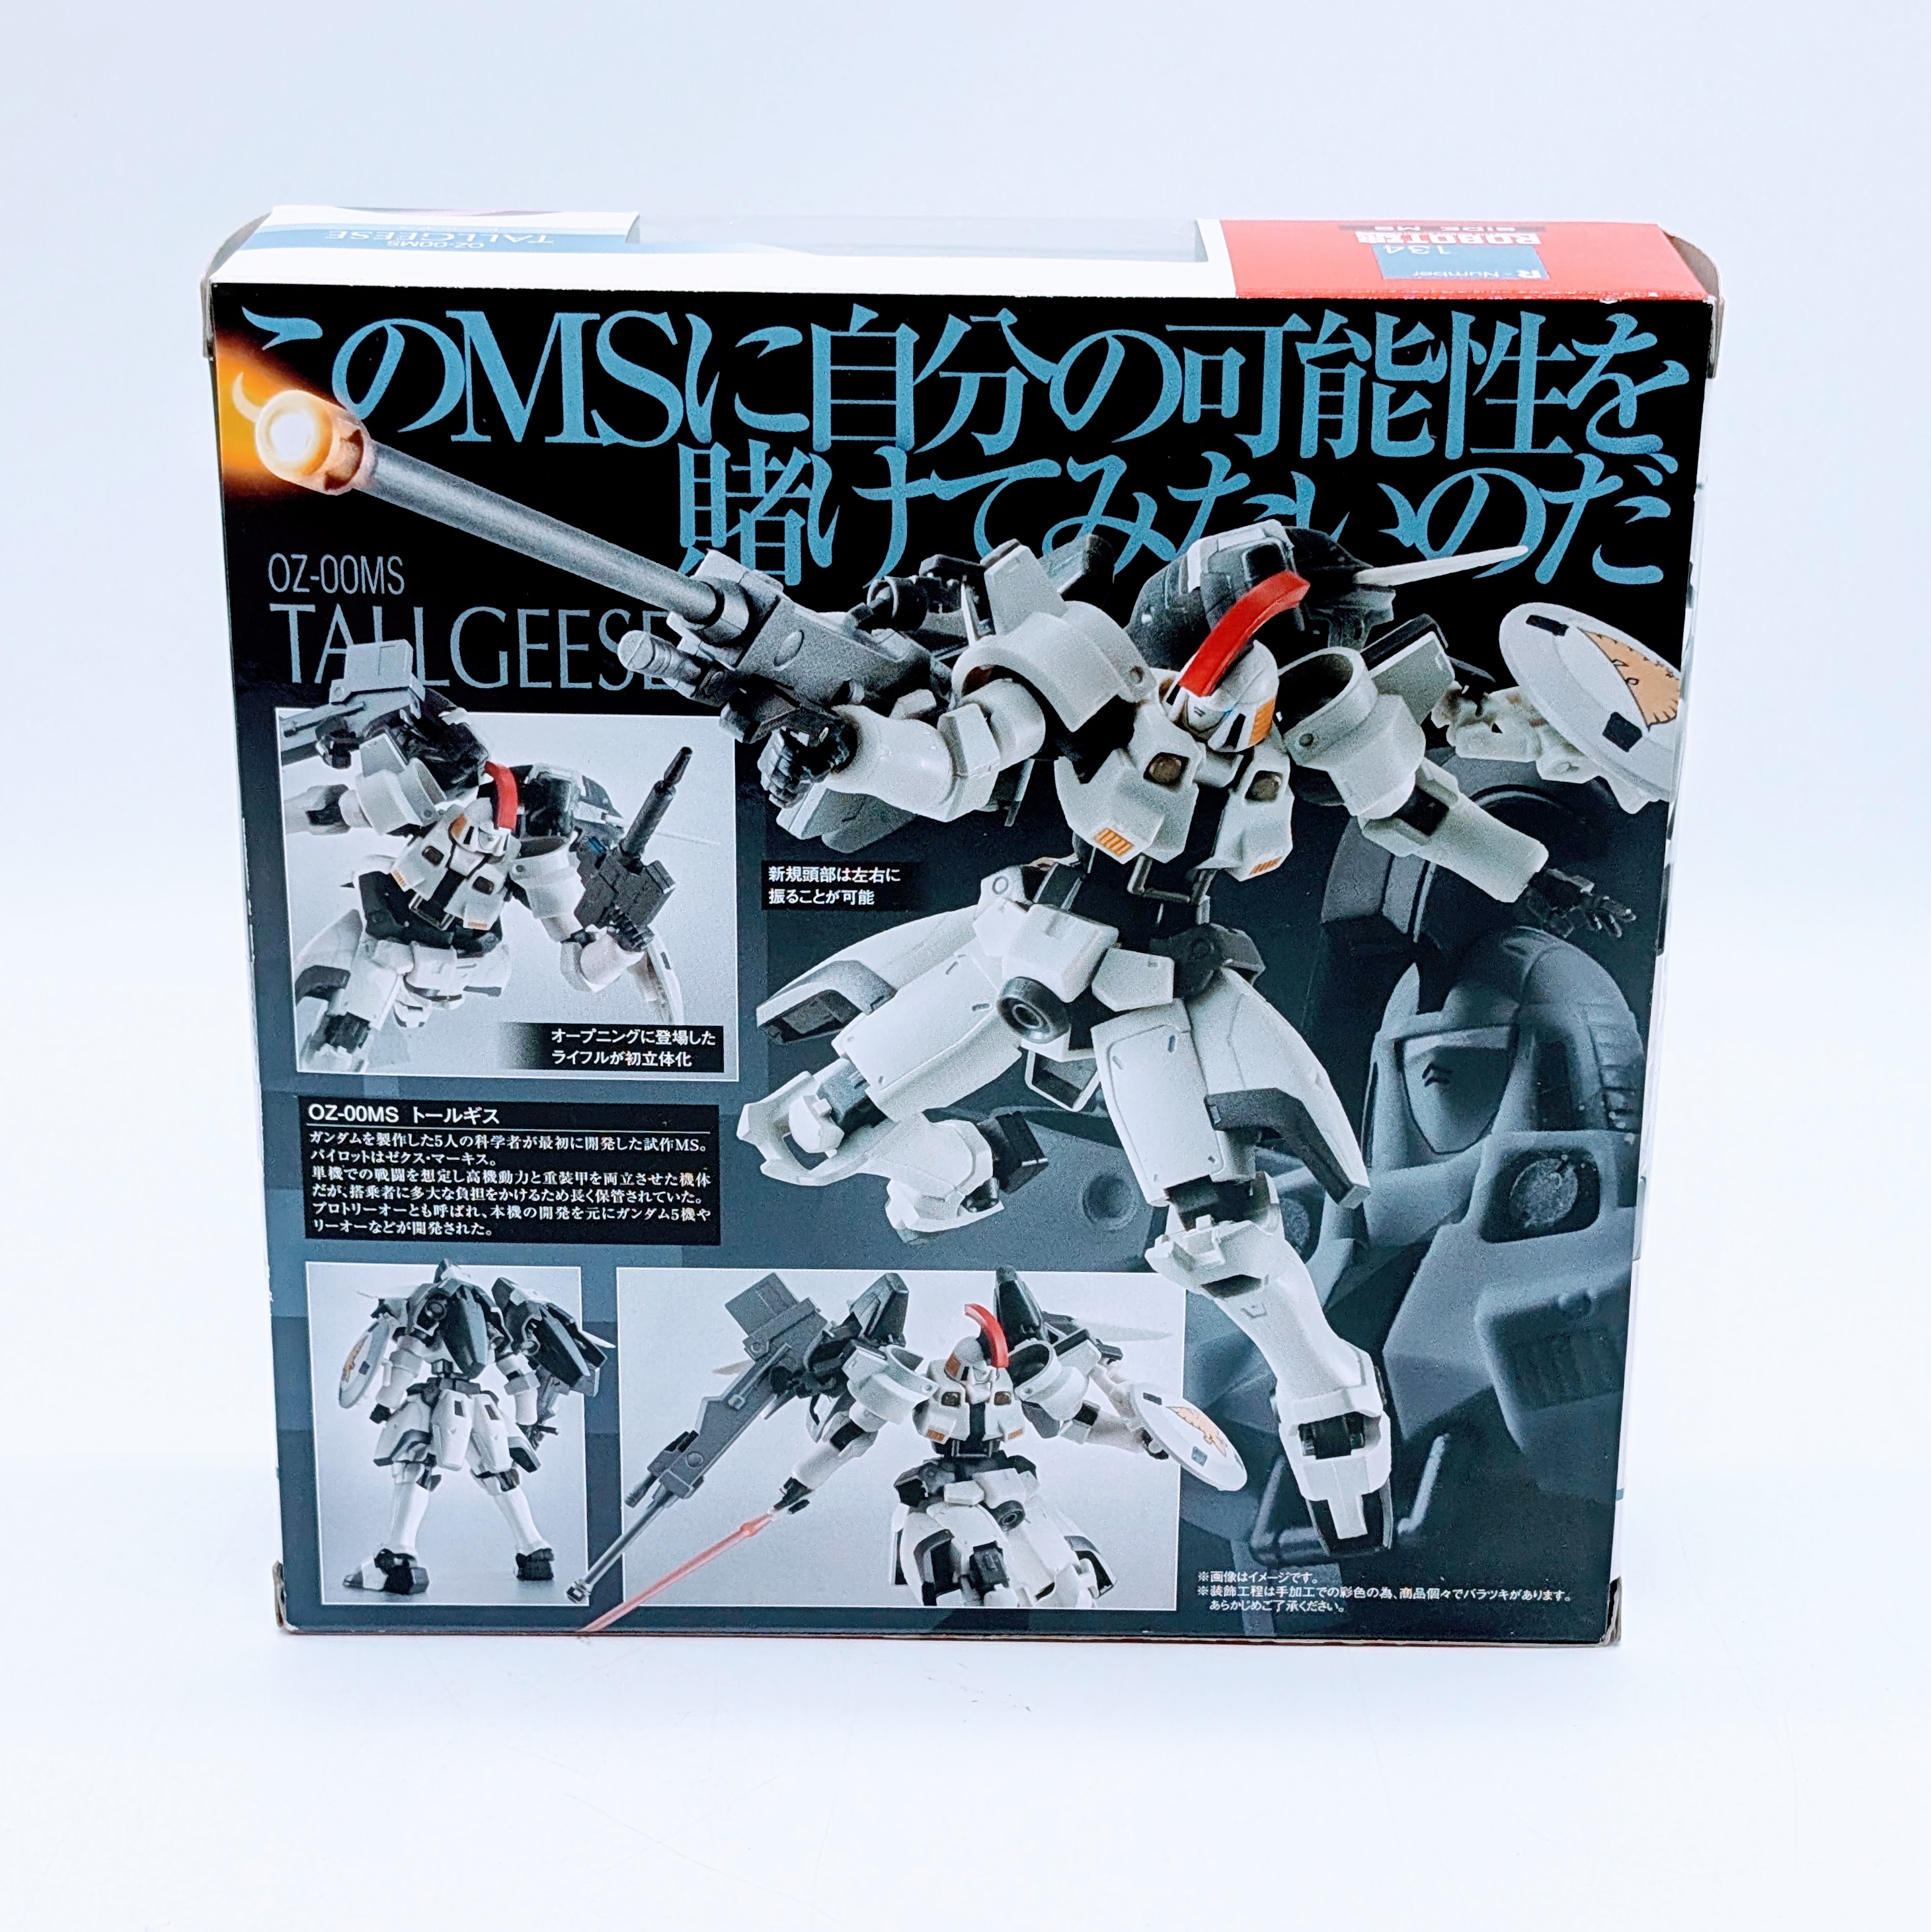 OZ-00MS
TALLGEESE
R-Number
134
ROBOT魂
SIDE MS
このMSに自分の可能性を
賭けてみたいのだ
OZ-00MS
TALLGEESE
新規頭部は左右に
振ることが可能
オープニングに登場した
ライフルが初立体化
OZ-00MS トールギス
ガンダムを製作した5人の科学者が最初に開発した試作MS。
パイロットはゼクス・マーキス。
単機での戦闘を想定し高機動力と重装甲を両立させた機体
だが、搭乗者に多大な負担をかけるため長く保管されていた。
プロトリーオーとも呼ばれ、本機の開発を元にガンダム5機や
リーオーなどが開発された。
※画像はイメージです。
※装飾工程は手加工での彩色の為、商品個々でバラツキがあります。
あらかじめご了承ください。